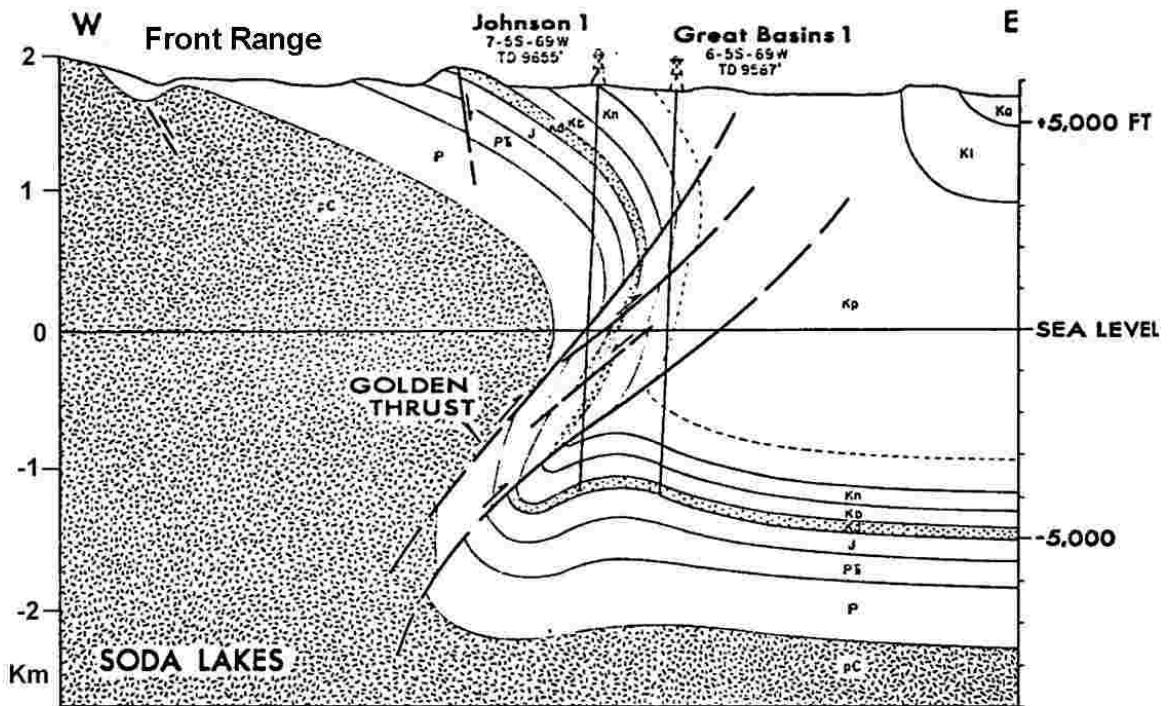 W
Front Range
Johnson 1
7-5S-69W
TD 9655'
Great Basins 1
6-5S-69W
TD 9567'
E
2
1
0
-1
-2
Km
+5,000 FT
SEA LEVEL
-5,000
Ka
Kl
Kn
J
P
pC
Kp
GOLDEN
THRUST
Kn
Kb
J
P
pC
SODA LAKES